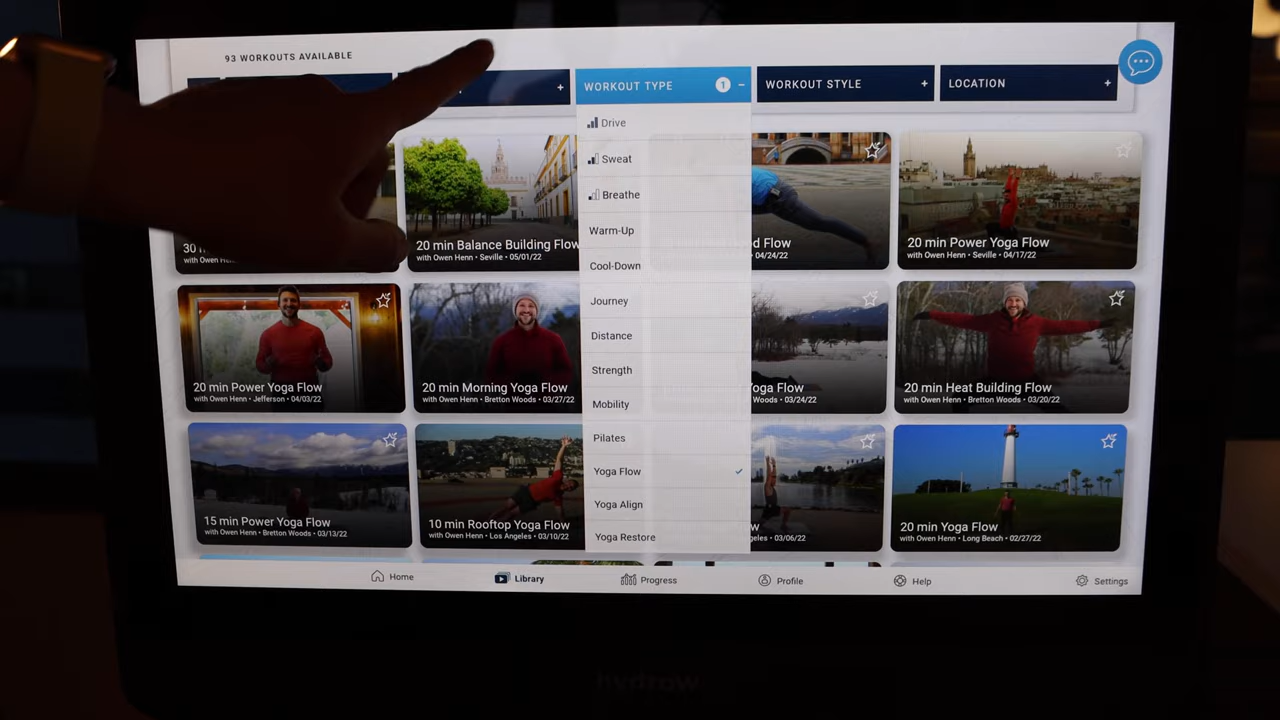 93 WORKOUTS AVAILABLE
+
WORKOUT TYPE 1 −
WORKOUT STYLE +
LOCATION +
Drive
Sweat
Breathe
Warm-Up
Cool-Down
Journey
Distance
Strength
Mobility
Pilates
Yoga Flow
Yoga Align
Yoga Restore
30
with Owen Henn
20 min Balance Building Flow
with Owen Henn • Seville • 05/01/22
Flow
04/24/22
20 min Power Yoga Flow
with Owen Henn • Seville • 04/17/22
20 min Power Yoga Flow
with Owen Henn • Jefferson • 04/03/22
20 min Morning Yoga Flow
with Owen Henn • Bretton Woods • 03/27/22
Yoga Flow
Woods • 03/24/22
20 min Heat Building Flow
with Owen Henn • Bretton Woods • 03/20/22
15 min Power Yoga Flow
with Owen Henn • Bretton Woods • 03/13/22
10 min Rooftop Yoga Flow
with Owen Henn • Los Angeles • 03/10/22
03/06/22
20 min Yoga Flow
with Owen Henn • Long Beach • 02/27/22
Home Library Progress Profile Help Settings
hydrow